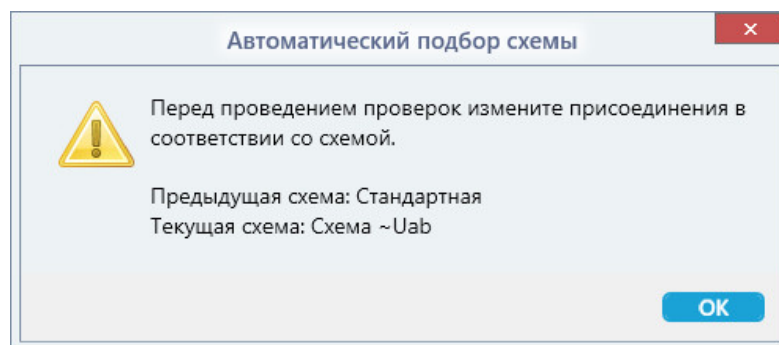 Автоматический подбор схемы
Перед проведением проверок измените присоединения в
соответствии со схемой.
Предыдущая схема: Стандартная
Текущая схема: Схема ~Uab
OK